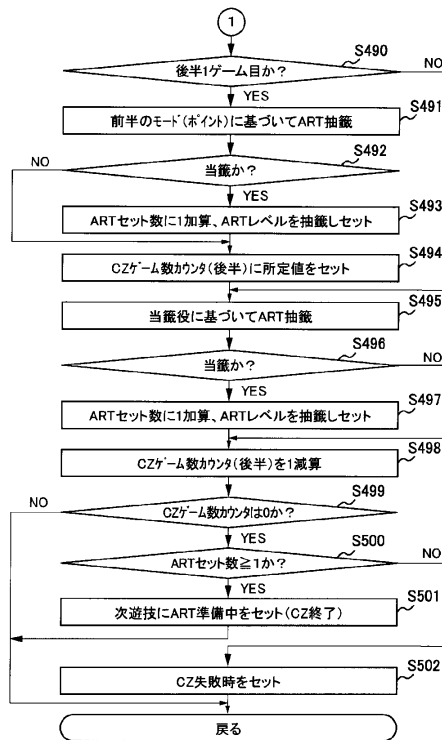 1
後半1ゲーム目か?
S490
NO
YES
前半のモード(ポイント)に基づいてART抽籤
S491
当籤か?
S492
NO
YES
ARTセット数に1加算、ARTレベルを抽籤しセット
S493
CZゲーム数カウンタ(後半)に所定値をセット
S494
当籤役に基づいてART抽籤
S495
当籤か?
S496
NO
YES
ARTセット数に1加算、ARTレベルを抽籤しセット
S497
CZゲーム数カウンタ(後半)を1減算
S498
CZゲーム数カウンタは0か?
S499
NO
YES
ARTセット数≧1か?
S500
NO
YES
次遊技にART準備中をセット(CZ終了)
S501
CZ失敗時をセット
S502
戻る